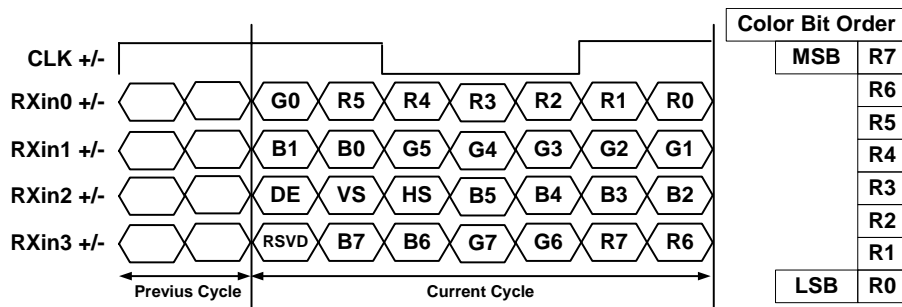 Color Bit Order
CLK +/- MSB R7
RXin0 +/- G0 R5 R4 R3 R2 R1 R0 R6
R5
RXin1 +/- B1 B0 G5 G4 G3 G2 G1 R4
RXin2 +/- DE VS HS B5 B4 B3 B2 R3
R2
RXin3 +/- RSVD B7 B6 G7 G6 R7 R6 R1
Previus Cycle Current Cycle LSB R0